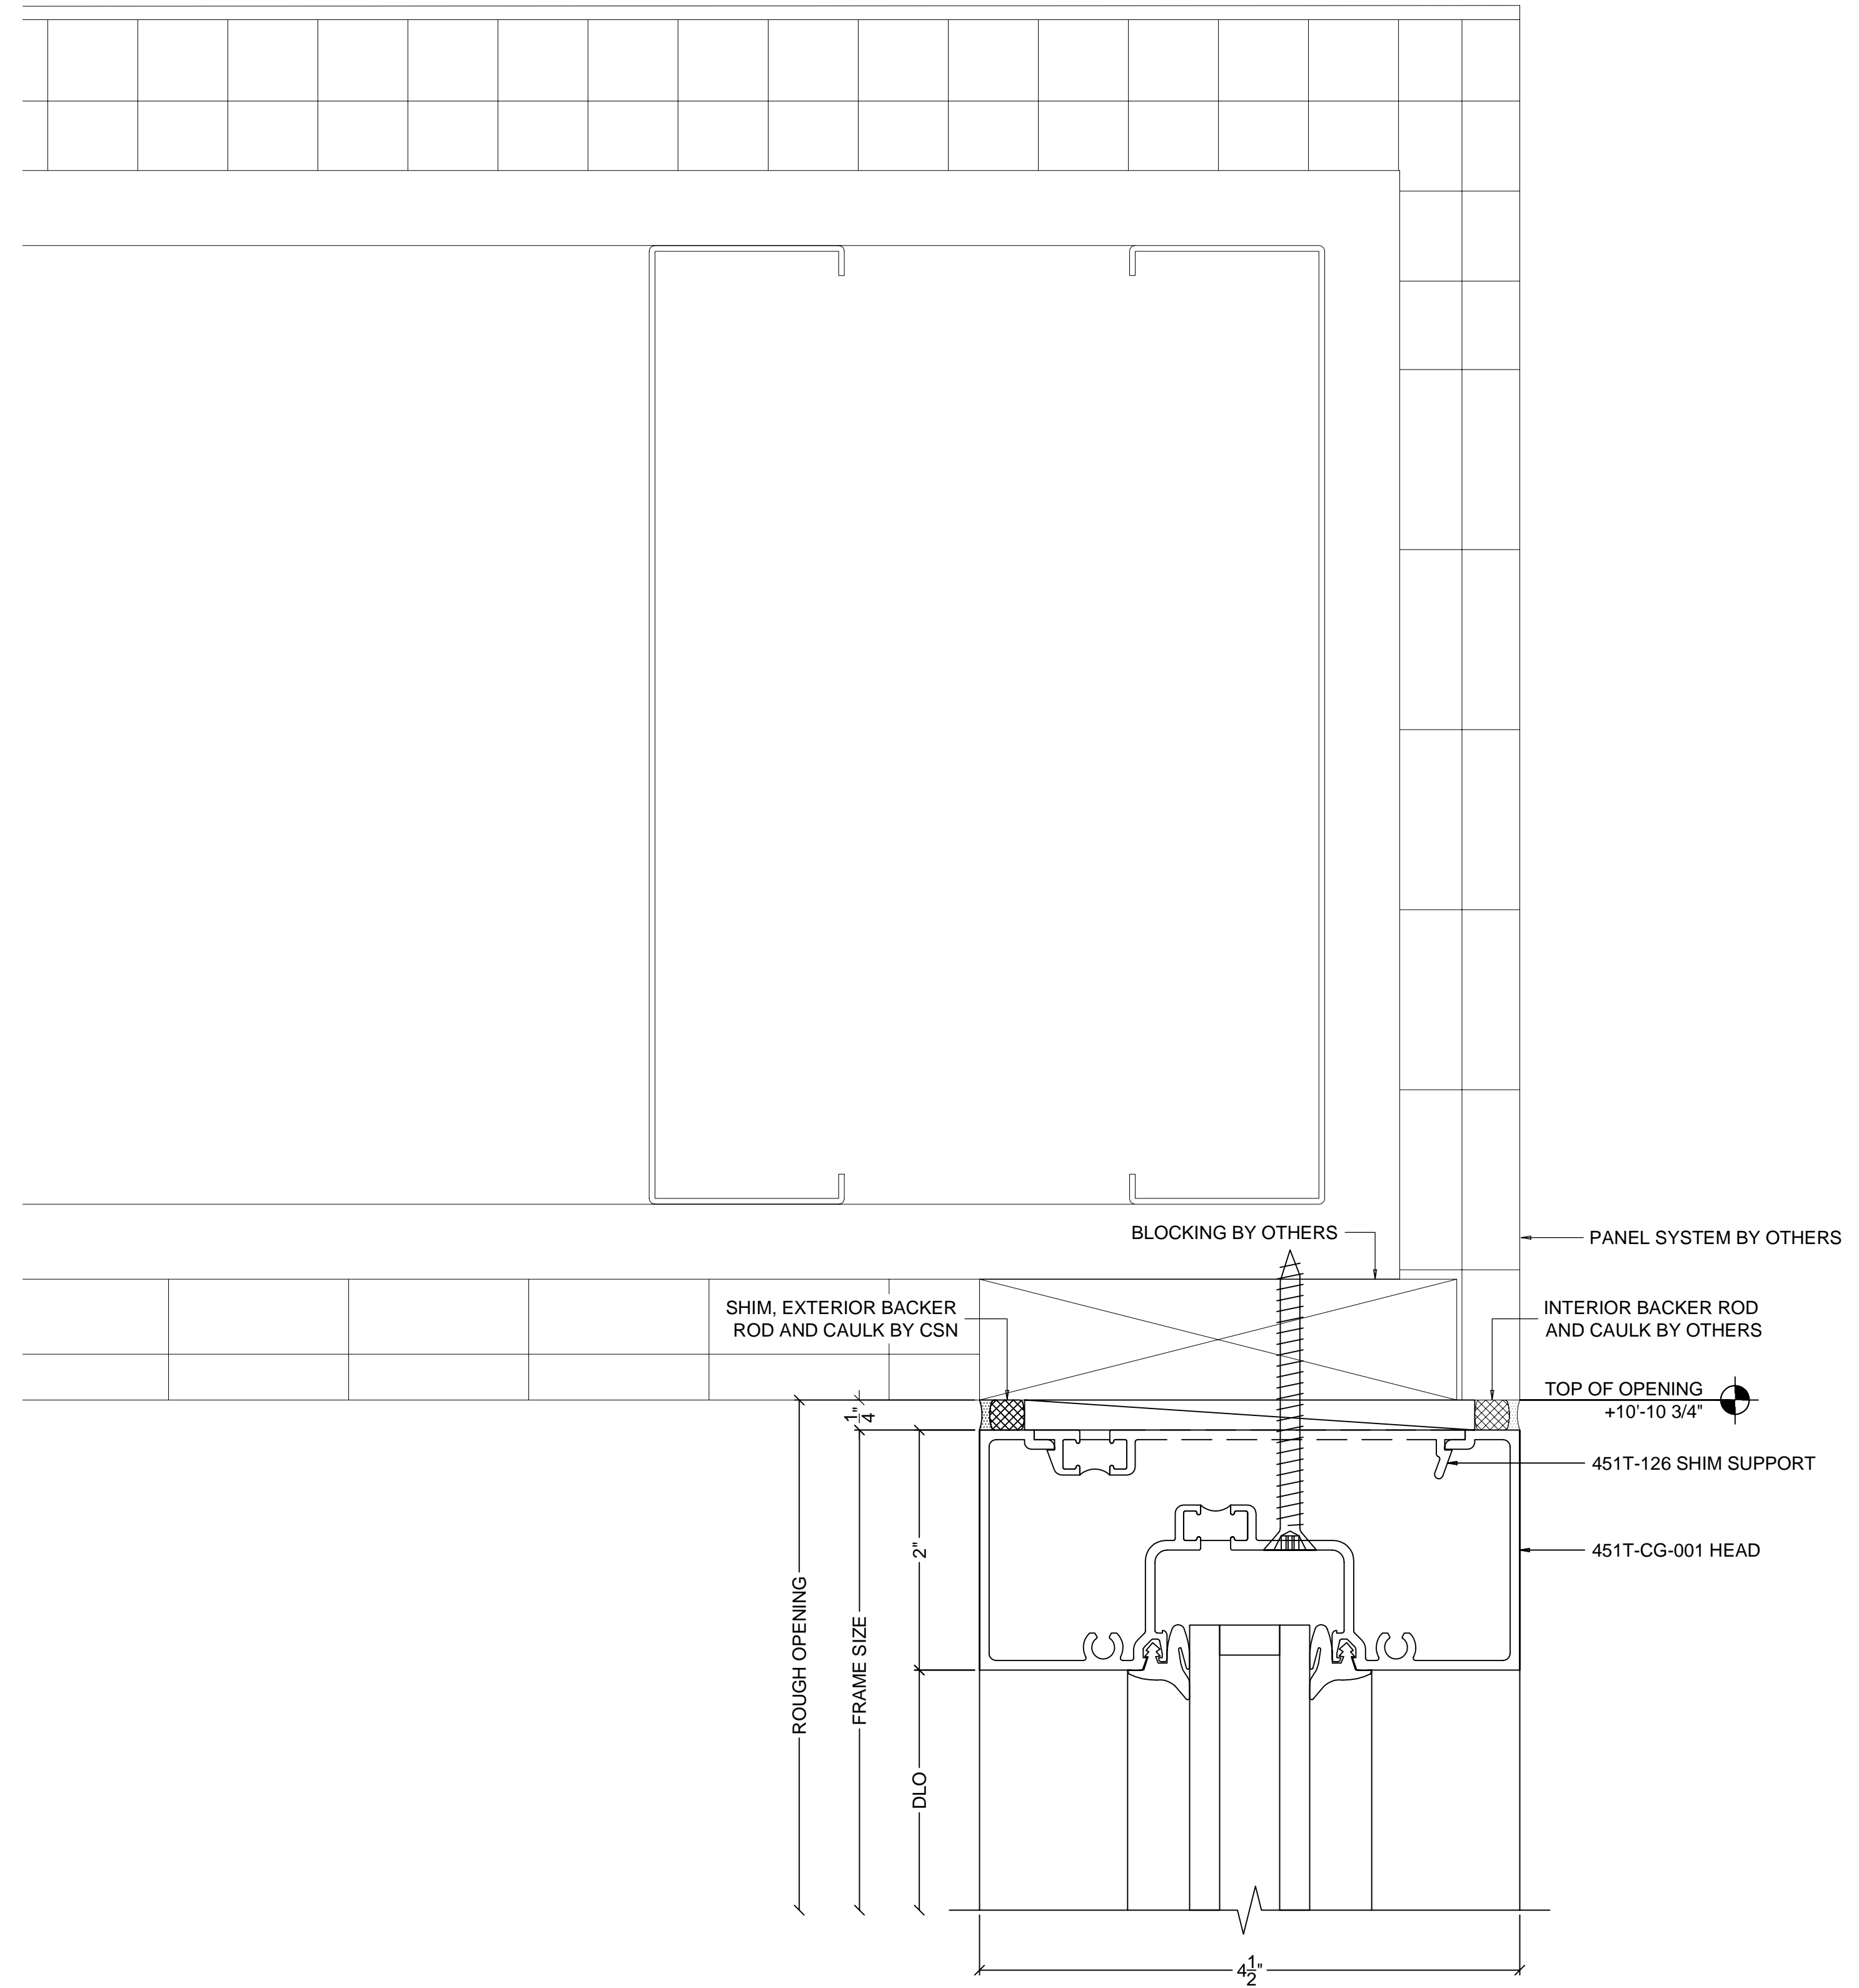 BLOCKING BY OTHERS
PANEL SYSTEM BY OTHERS
SHIM, EXTERIOR BACKER
ROD AND CAULK BY CSN
INTERIOR BACKER ROD
AND CAULK BY OTHERS
TOP OF OPENING
+10'-10 3/4"
1/4"
451T-126 SHIM SUPPORT
2"
451T-CG-001 HEAD
ROUGH OPENING
FRAME SIZE
DLO
4 1/2"